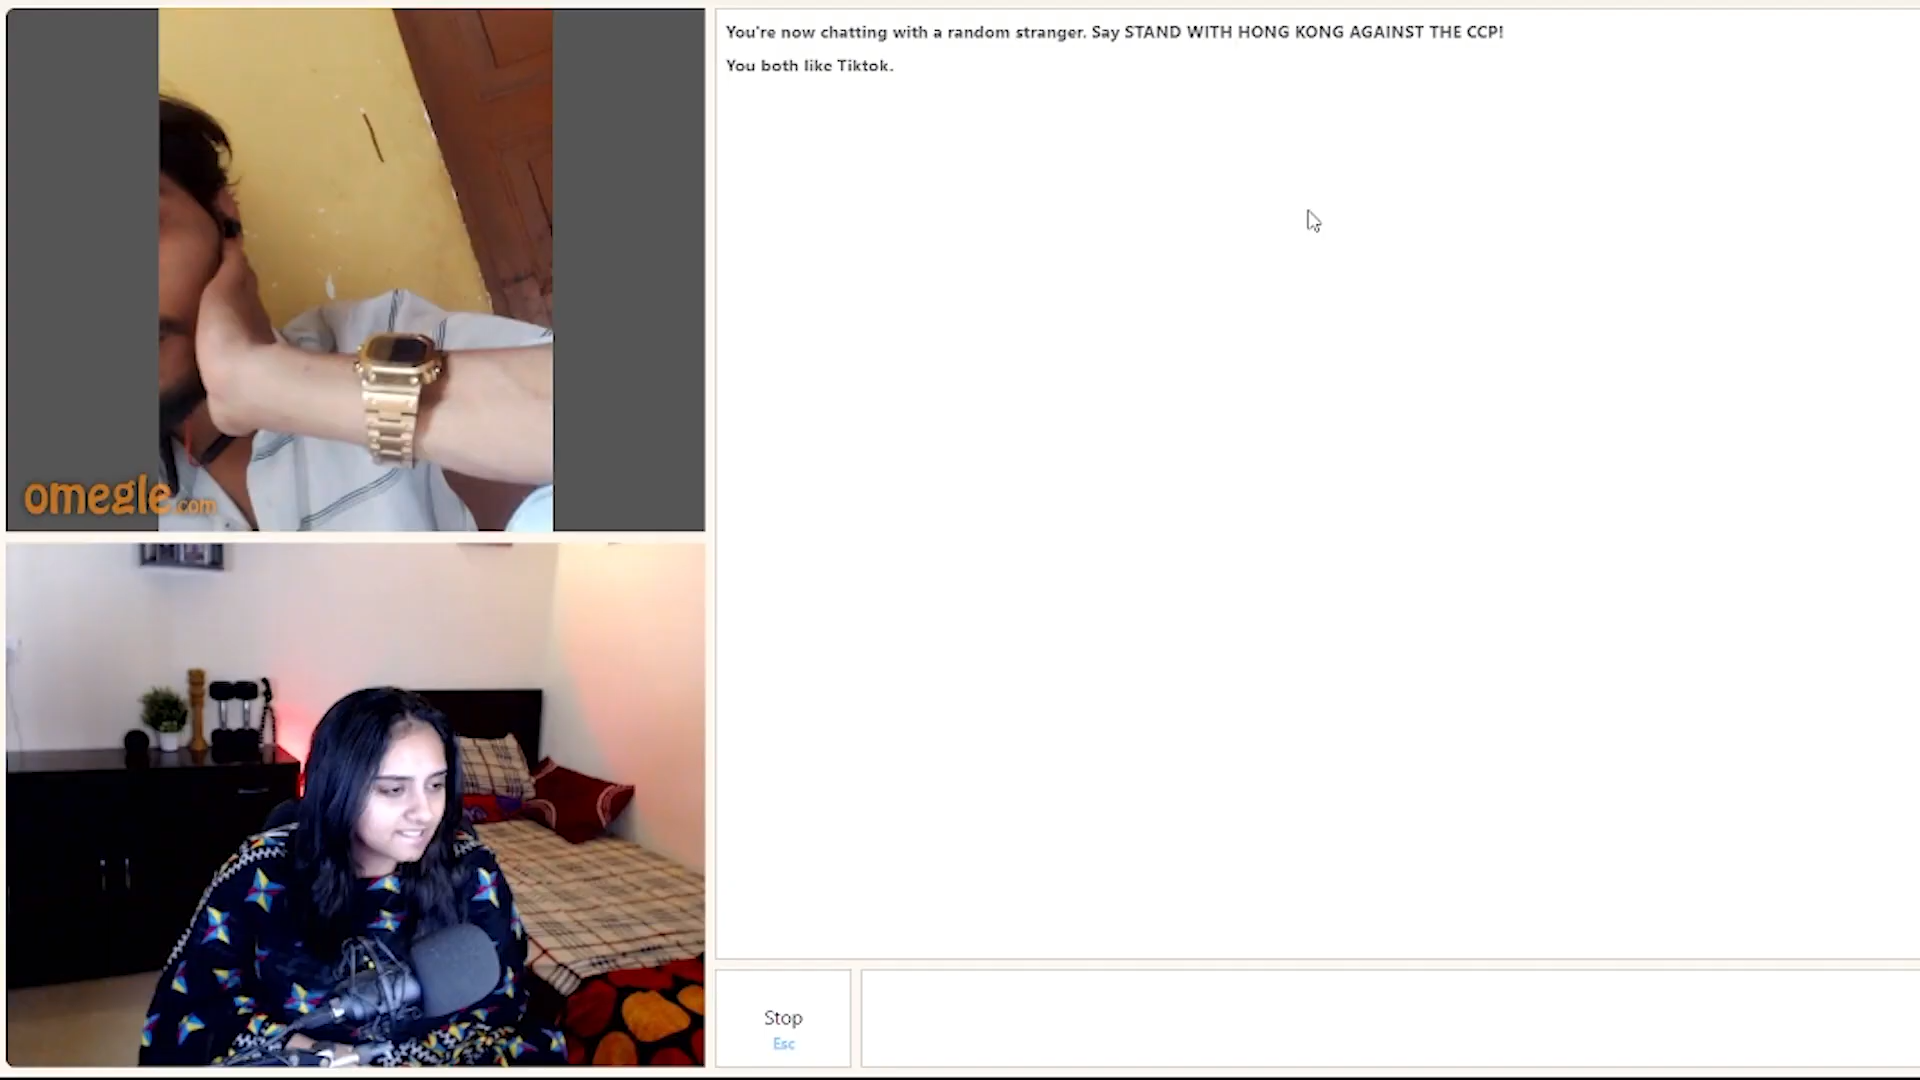 You're now chatting with a random stranger. Say STAND WITH HONG KONG AGAINST THE CCP!
You both like Tiktok.
omegle.com
Stop
Esc